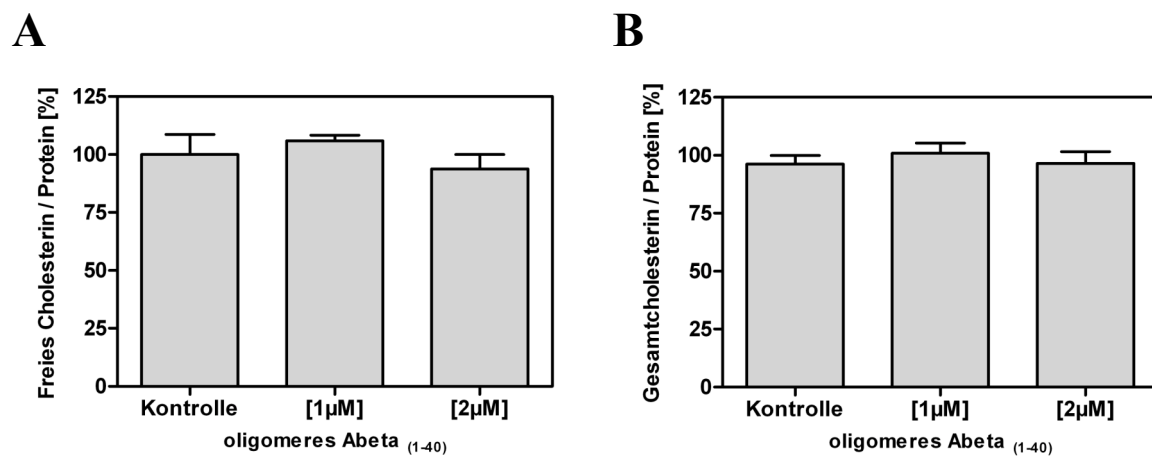 A
Freies Cholesterin / Protein [%]
125
100
75
50
25
0
Kontrolle [1µM] [2µM]
oligomeres Abeta (1-40)
B
Gesamtcholesterin / Protein [%]
125
100
75
50
25
0
Kontrolle [1µM] [2µM]
oligomeres Abeta (1-40)